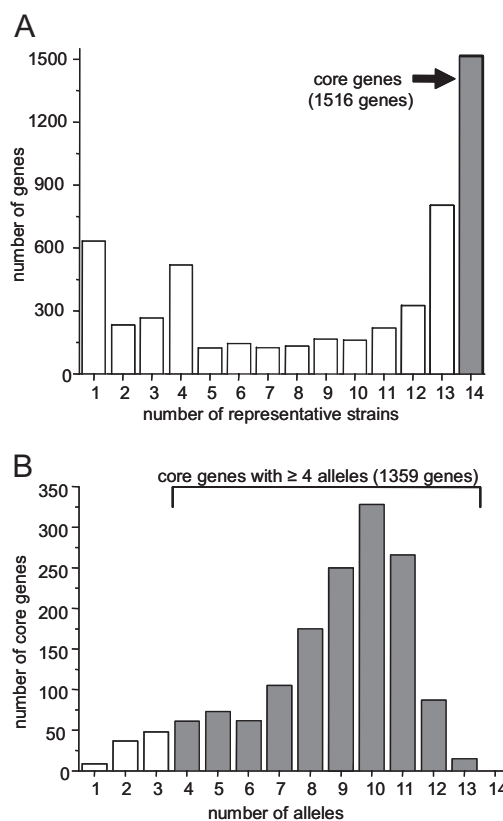 A
1500
1200
900
600
300
0
number of genes
core genes
(1516 genes)
1 2 3 4 5 6 7 8 9 10 11 12 13 14
number of representative strains
B
core genes with ≥ 4 alleles (1359 genes)
350
300
250
200
150
100
50
0
number of core genes
1 2 3 4 5 6 7 8 9 10 11 12 13 14
number of alleles